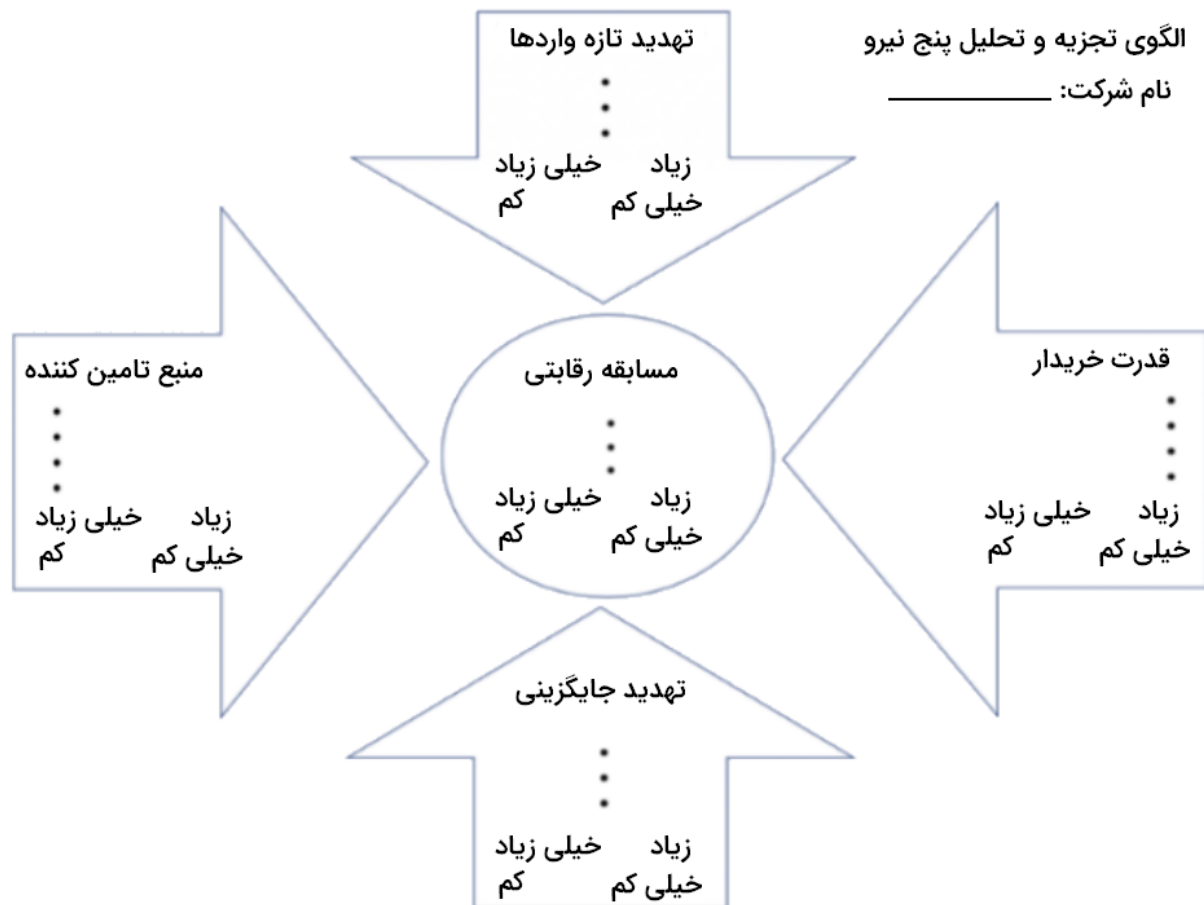 الگوی تجزیه و تحلیل پنج نیرو
نام شرکت: ____________
تهدید تازه واردها
زیاد خیلی زیاد
خیلی کم کم
قدرت خریدار
زیاد خیلی زیاد
خیلی کم کم
مسابقه رقابتی
زیاد خیلی زیاد
خیلی کم کم
منبع تامین کننده
زیاد خیلی زیاد
خیلی کم کم
تهدید جایگزینی
زیاد خیلی زیاد
خیلی کم کم